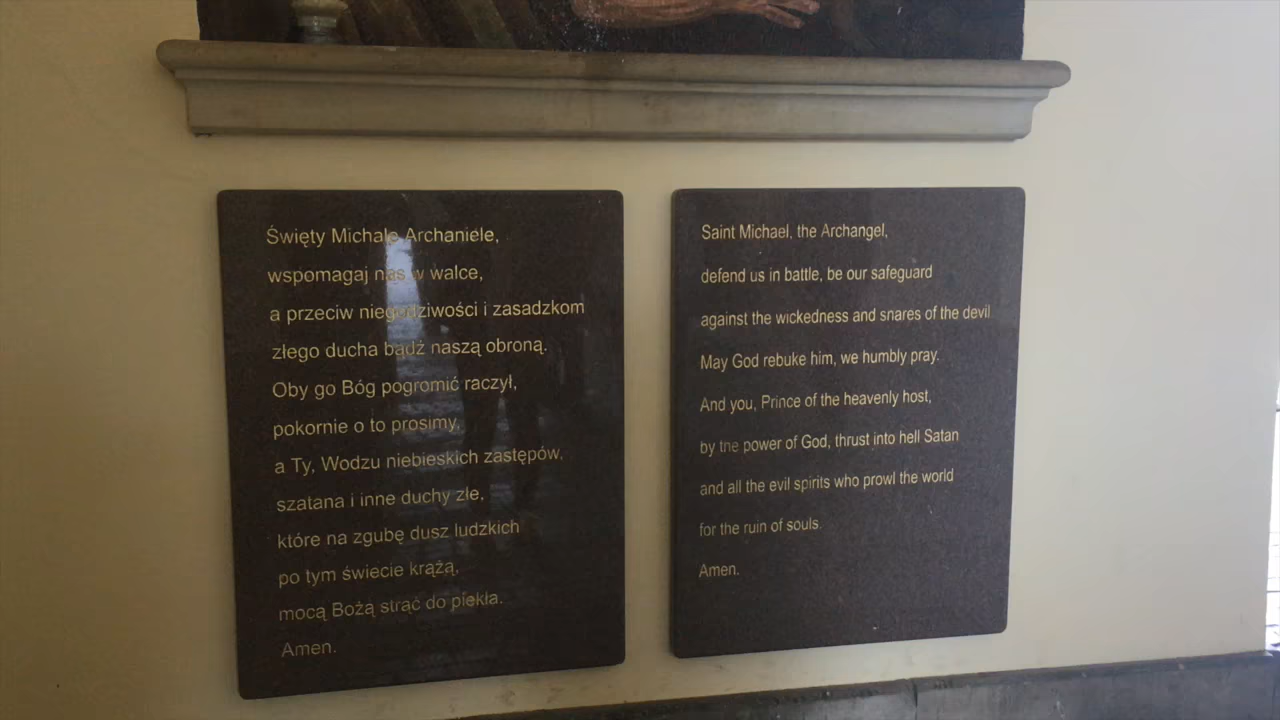 Święty Michale Archaniele,
wspomagaj nas w walce,
a przeciw niegodziwości i zasadzkom
złego ducha bądź naszą obroną.
Oby go Bóg pogromić raczył,
pokornie o to prosimy,
a Ty, Wodzu niebieskich zastępów,
szatana i inne duchy złe,
które na zgubę dusz ludzkich
po tym świecie krążą,
mocą Bożą strąć do piekła.
Amen.
Saint Michael, the Archangel,
defend us in battle, be our safeguard
against the wickedness and snares of the devil
May God rebuke him, we humbly pray.
And you, Prince of the heavenly host,
by the power of God, thrust into hell Satan
and all the evil spirits who prowl the world
for the ruin of souls.
Amen.